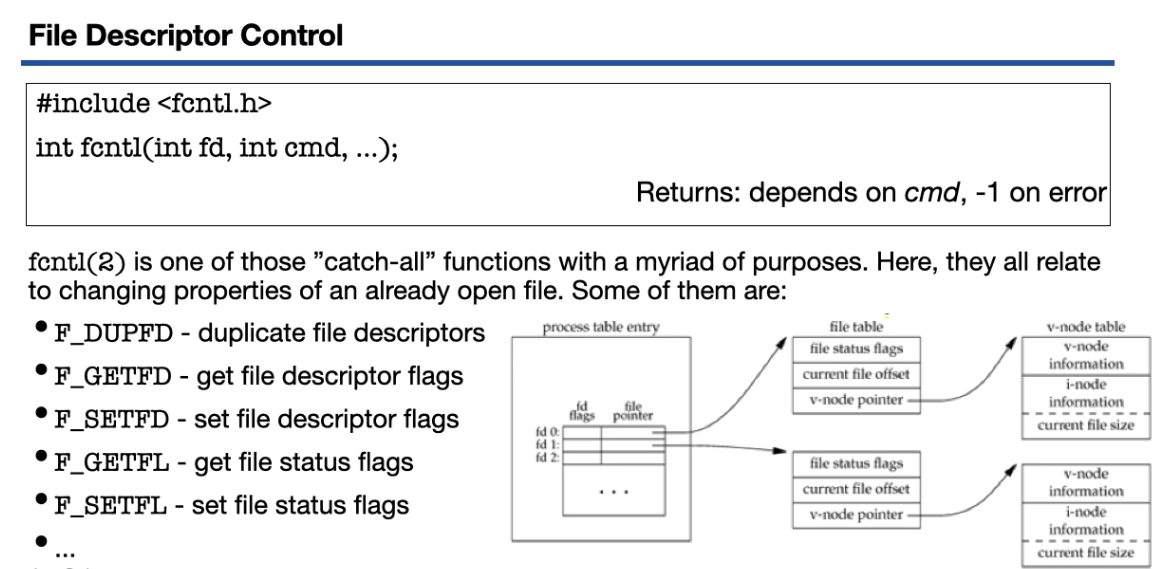 File Descriptor Control
#include <fcntl.h>
int fcntl(int fd, int cmd, ...);
Returns: depends on cmd, -1 on error
fcntl(2) is one of those ”catch-all” functions with a myriad of purposes. Here, they all relate
to changing properties of an already open file. Some of them are:
• F_DUPFD - duplicate file descriptors
• F_GETFD - get file descriptor flags
• F_SETFD - set file descriptor flags
• F_GETFL - get file status flags
• F_SETFL - set file status flags
• ...
process table entry
fd
flags
file
pointer
fd 0:
fd 1:
fd 2:
. . .
file table
file status flags
current file offset
v-node pointer
file status flags
current file offset
v-node pointer
v-node table
v-node
information
i-node
information
current file size
v-node
information
i-node
information
current file size